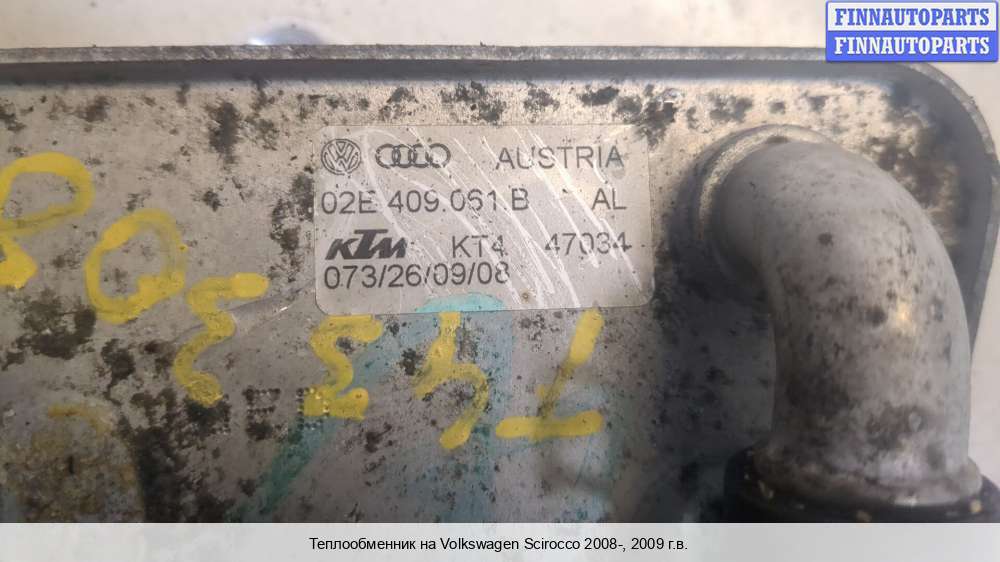 FINNAUTOPARTS
FINNAUTOPARTS
AUSTRIA
02E 409.061.B AL
KTM KT4 47034
073/26/09/08
Теплообменник на Volkswagen Scirocco 2008-, 2009 г.в.